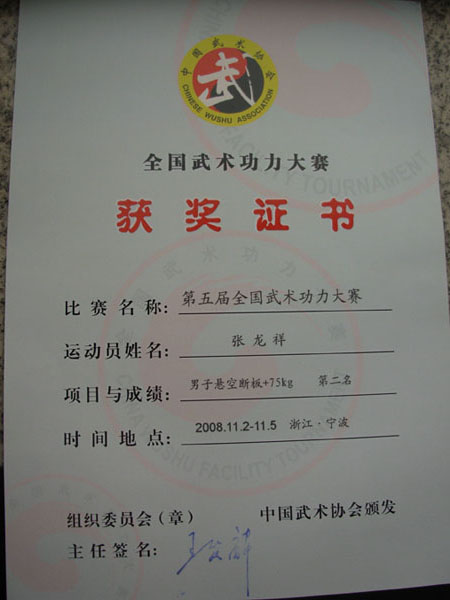 中国武术协会
武
CHINESE WUSHU ASSOCIATION
全国武术功力大赛
获奖证书
比赛名称：第五届全国武术功力大赛
运动员姓名：张龙祥
项目与成绩：男子悬空断板+75kg 第二名
时间地点：2008.11.2-11.5 浙江·宁波
组织委员会（章） 中国武术协会颁发
主任签名：